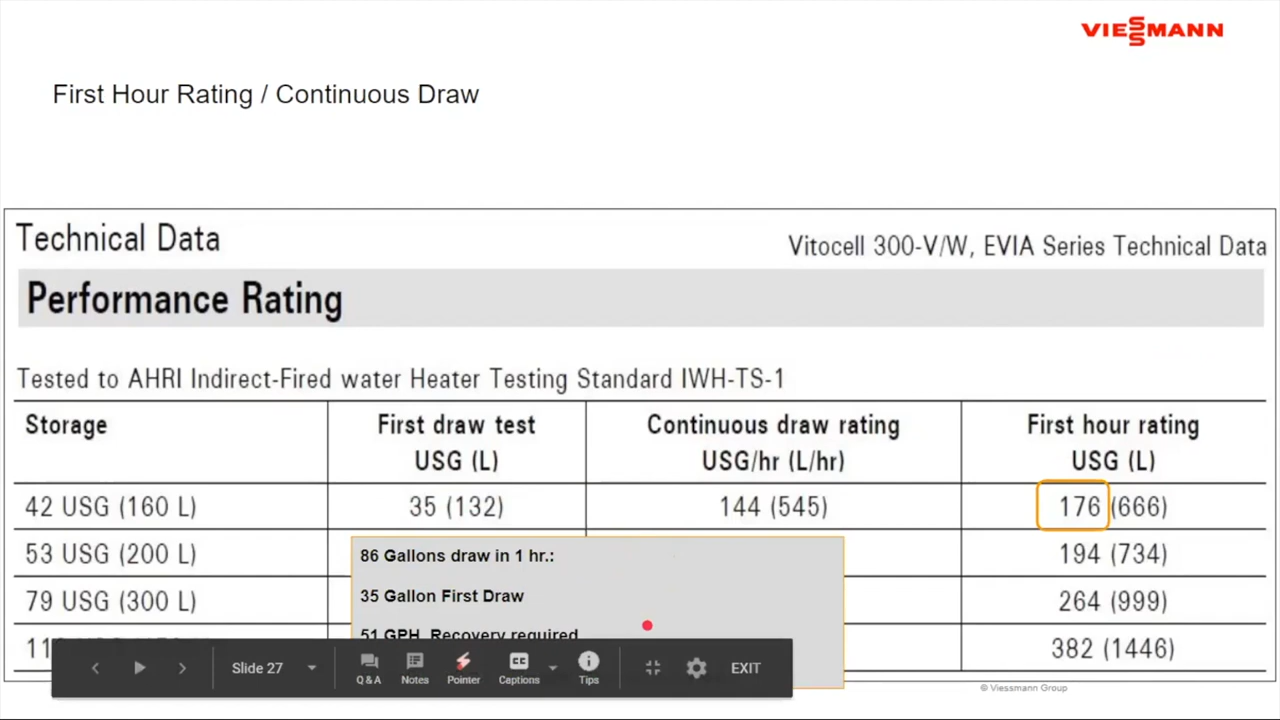 VIESSMANN
First Hour Rating / Continuous Draw
Technical Data
Vitocell 300-V/W, EVIA Series Technical Data
Performance Rating
Tested to AHRI Indirect-Fired water Heater Testing Standard IWH-TS-1
Storage First draw test Continuous draw rating First hour rating
USG (L) USG/hr (L/hr) USG (L)
42 USG (160 L) 35 (132) 144 (545) 176 (666)
53 USG (200 L) 194 (734)
79 USG (300 L) 264 (999)
382 (1446)
86 Gallons draw in 1 hr.:
35 Gallon First Draw
51 GPH Recovery required
Slide 27 Q & A Notes Pointer CC Captions Tips EXIT
© Viessmann Group